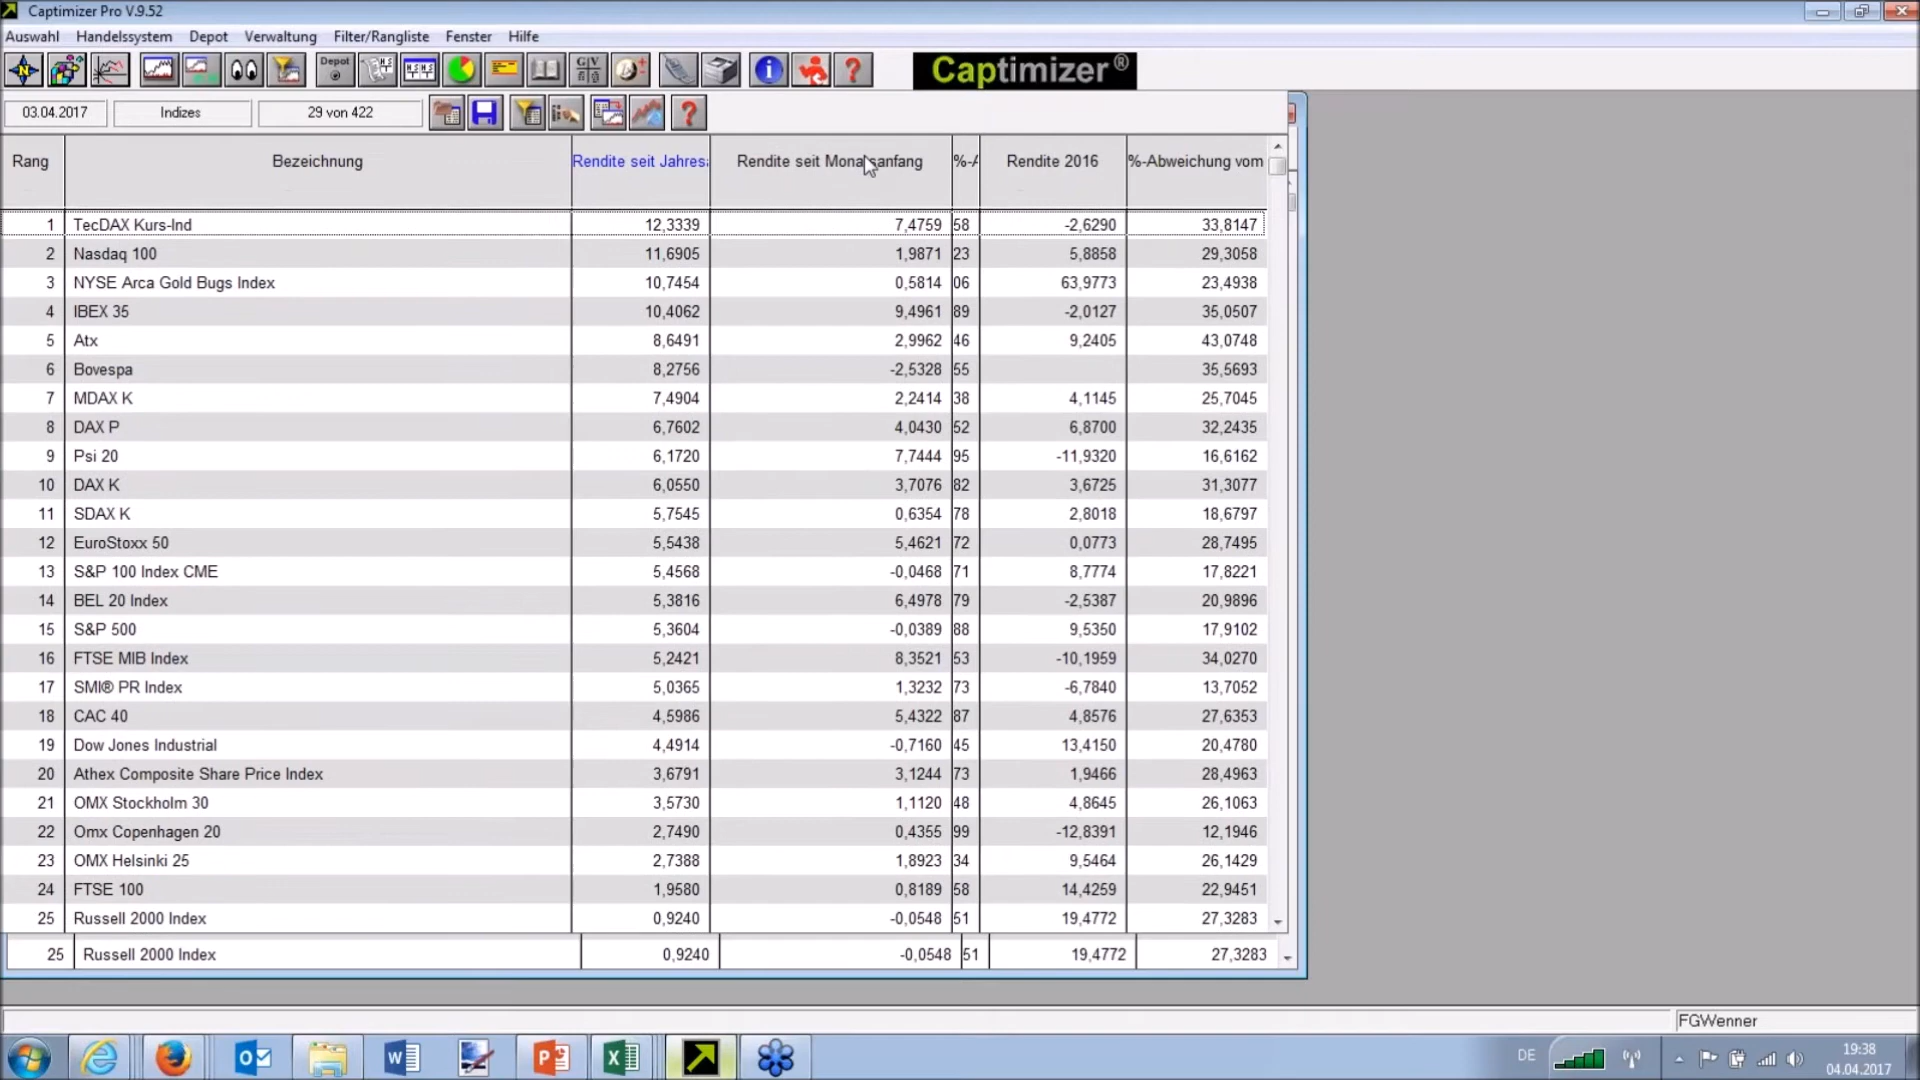 Captimizer Pro V.9.52
Auswahl Handelssystem Depot Verwaltung Filter/Rangliste Fenster Hilfe
Depot G V Captimizer®
03.04.2017 Indizes 29 von 422
Rang Bezeichnung Rendite seit Jahres Rendite seit Mona sanfang %-A Rendite 2016 %-Abweichung vom
1 TecDAX Kurs-Ind 12,3339 7,4759 58 -2,6290 33,8147
2 Nasdaq 100 11,6905 1,9871 23 5,8858 29,3058
3 NYSE Arca Gold Bugs Index 10,7454 0,5814 06 63,9773 23,4938
4 IBEX 35 10,4062 9,4961 89 -2,0127 35,0507
5 Atx 8,6491 2,9962 46 9,2405 43,0748
6 Bovespa 8,2756 -2,5328 55 35,5693
7 MDAX K 7,4904 2,2414 38 4,1145 25,7045
8 DAX P 6,7602 4,0430 52 6,8700 32,2435
9 Psi 20 6,1720 7,7444 95 -11,9320 16,6162
10 DAX K 6,0550 3,7076 82 3,6725 31,3077
11 SDAX K 5,7545 0,6354 78 2,8018 18,6797
12 EuroStoxx 50 5,5438 5,4621 72 0,0773 28,7495
13 S&P 100 Index CME 5,4568 -0,0468 71 8,7774 17,8221
14 BEL 20 Index 5,3816 6,4978 79 -2,5387 20,9896
15 S&P 500 5,3604 -0,0389 88 9,5350 17,9102
16 FTSE MIB Index 5,2421 8,3521 53 -10,1959 34,0270
17 SMI® PR Index 5,0365 1,3232 73 -6,7840 13,7052
18 CAC 40 4,5986 5,4322 87 4,8576 27,6353
19 Dow Jones Industrial 4,4914 -0,7160 45 13,4150 20,4780
20 Athex Composite Share Price Index 3,6791 3,1244 73 1,9466 28,4963
21 OMX Stockholm 30 3,5730 1,1120 48 4,8645 26,1063
22 Omx Copenhagen 20 2,7490 0,4355 99 -12,8391 12,1946
23 OMX Helsinki 25 2,7388 1,8923 34 9,5464 26,1429
24 FTSE 100 1,9580 0,8189 58 14,4259 22,9451
25 Russell 2000 Index 0,9240 -0,0548 51 19,4772 27,3283
25 Russell 2000 Index 0,9240 -0,0548 51 19,4772 27,3283
FGWenner
DE 19:38
04.04.2017